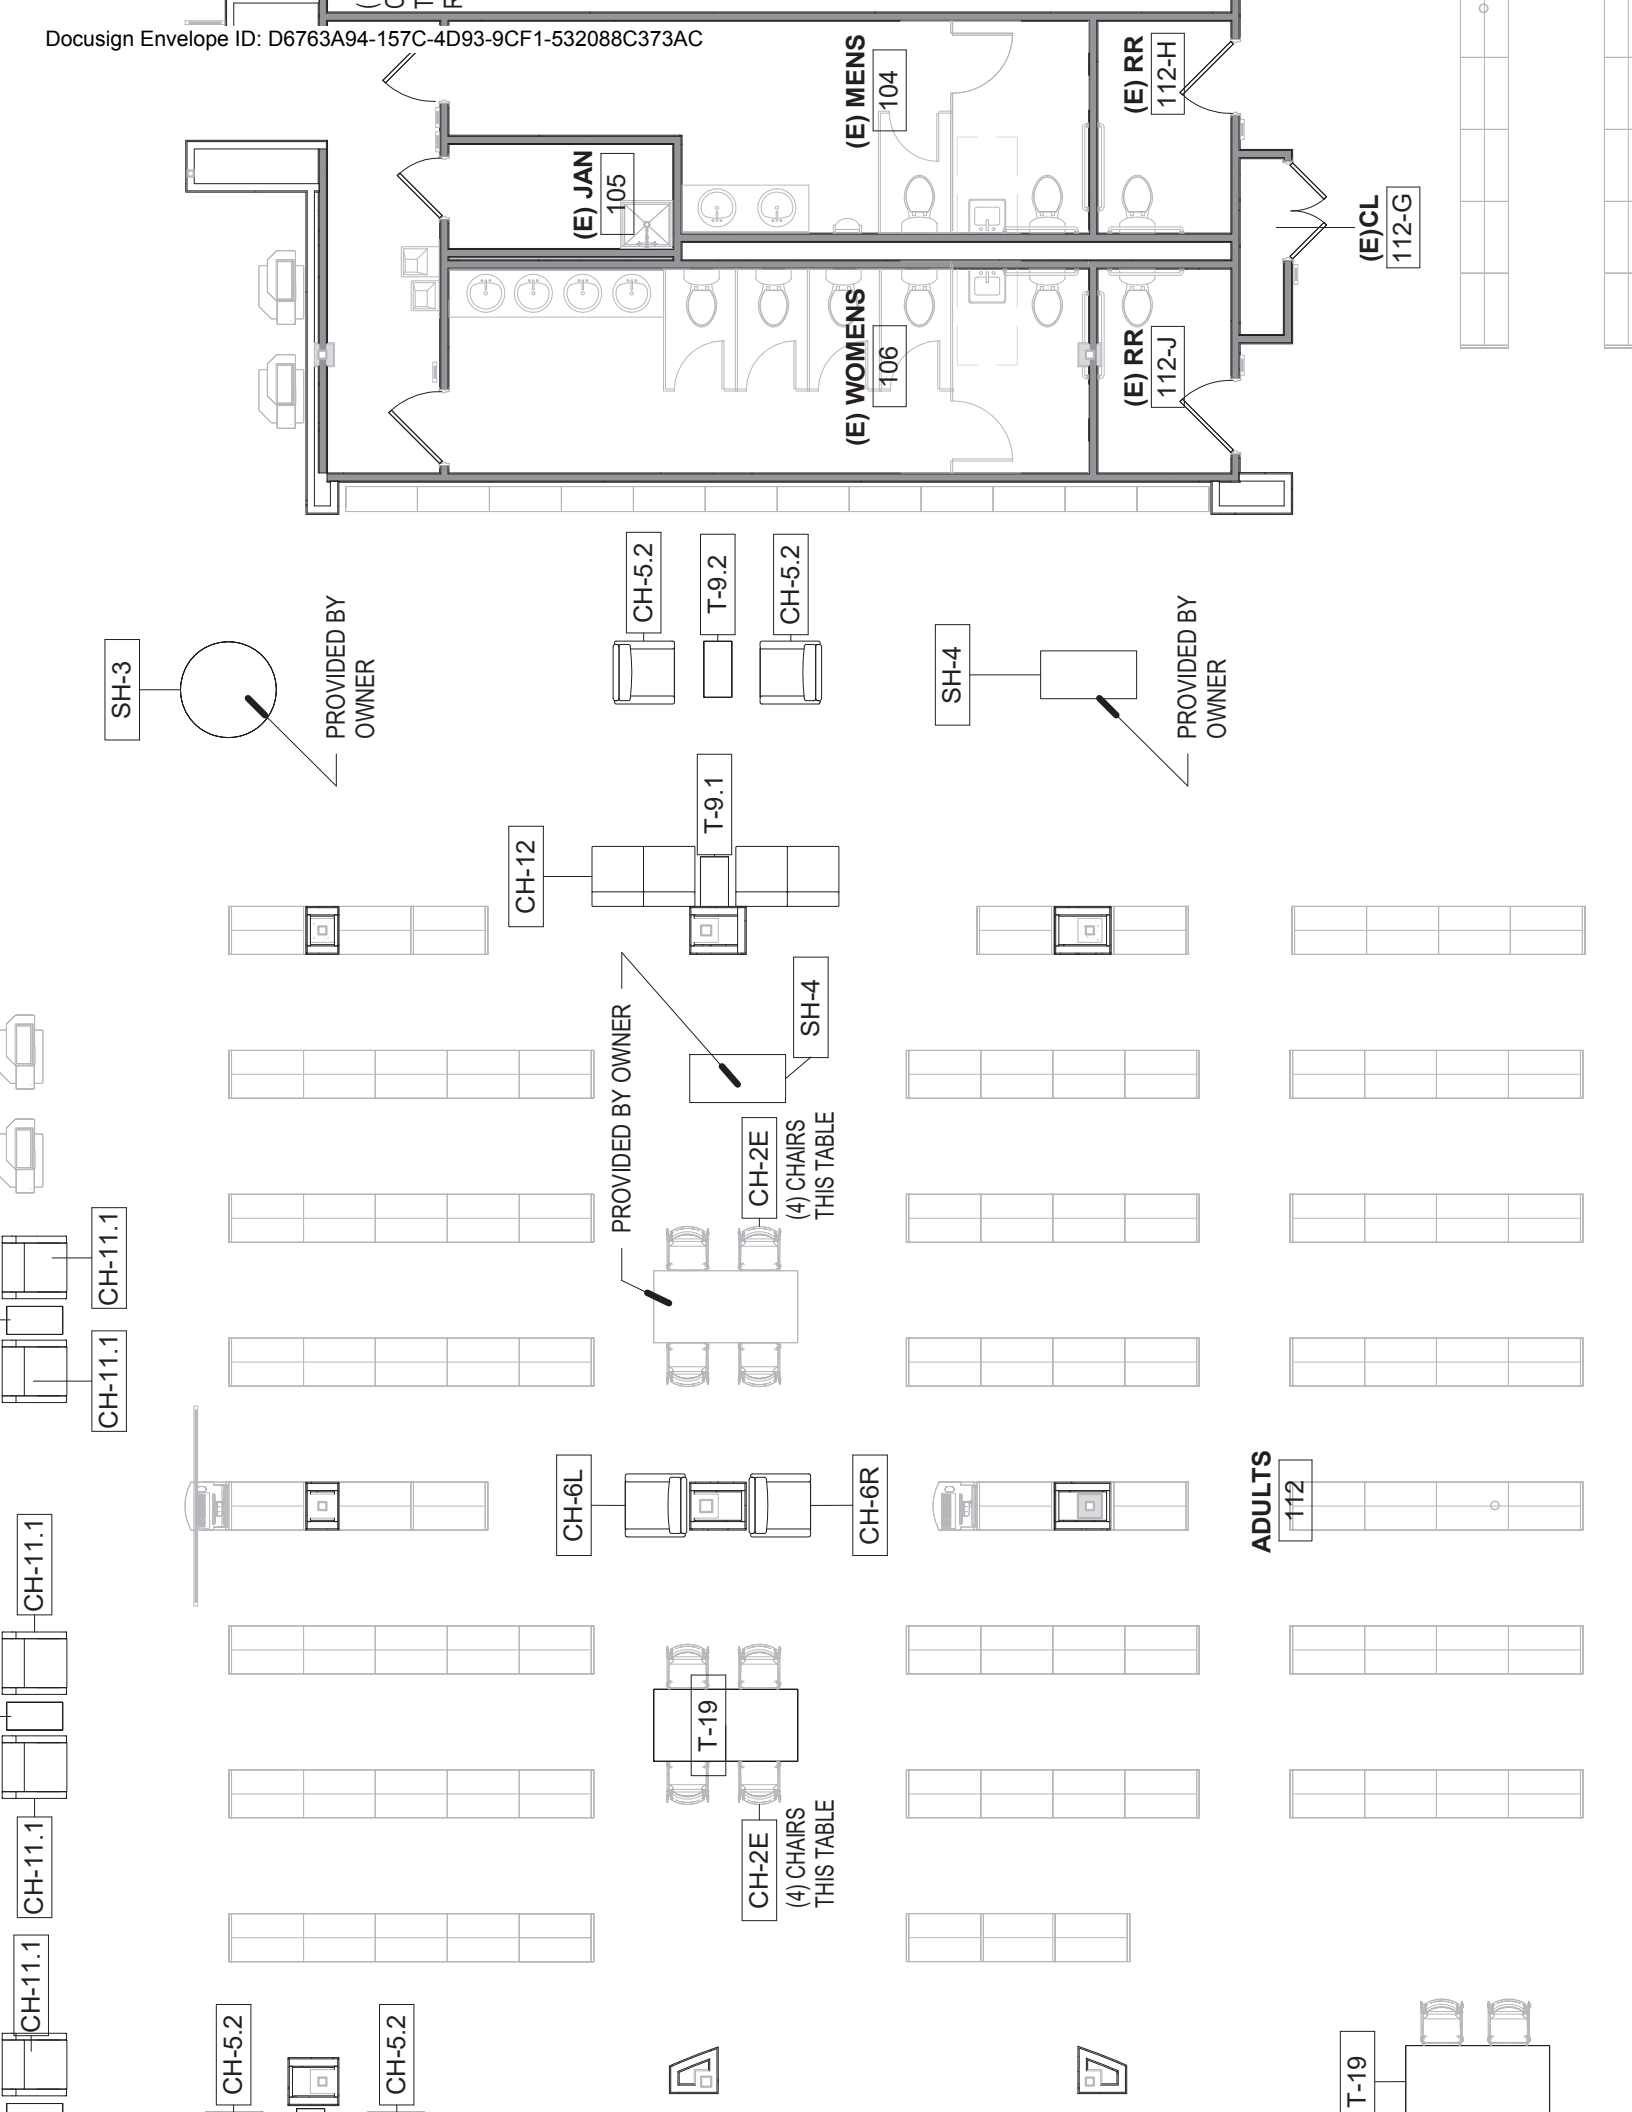 Docusign Envelope ID: D6763A94-157C-4D93-9CF1-532088C373AC
(E) MENS
104
(E) RR
112-H
(E) JAN
105
(E)CL
112-G
(E) WOMENS
106
(E) RR
112-J
CH-5.2
T-9.2
CH-5.2
SH-3
PROVIDED BY
OWNER
SH-4
PROVIDED BY
OWNER
T-9.1
CH-12
SH-4
PROVIDED BY OWNER
CH-2E
(4) CHAIRS
THIS TABLE
CH-11.1
CH-11.1
CH-6L
CH-6R
ADULTS
112
CH-11.1
T-19
CH-11.1
CH-2E
(4) CHAIRS
THIS TABLE
CH-11.1
CH-5.2
CH-5.2
T-19